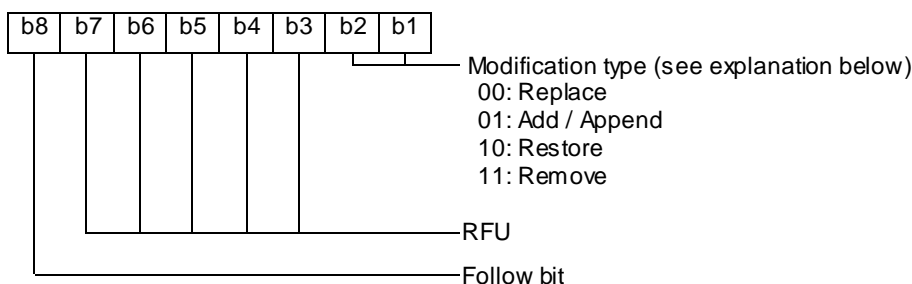 b8 b7 b6 b5 b4 b3 b2 b1
Modification type (see explanation below)
00: Replace
01: Add / Append
10: Restore
11: Remove
RFU
Follow bit